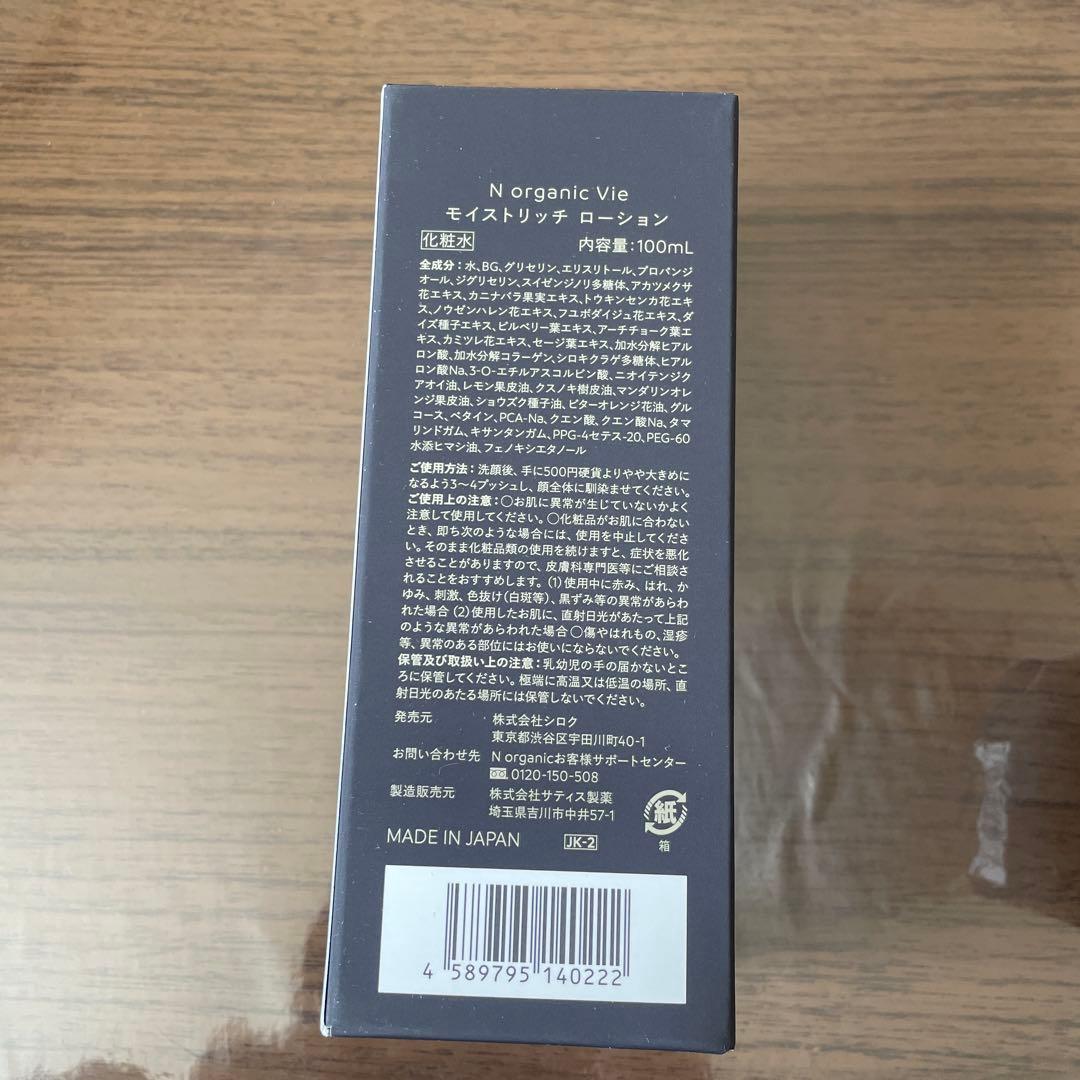 N organic Vie
モイストリッチ ローション
化粧水 内容量:100mL
全成分:水、BG、グリセリン、エリスリトール、プロパンジ
オール、ジグリセリン、スイゼンジノリ多糖体、アカツメクサ
花エキス、カニナバラ果実エキス、トウキンセンカ花エキ
ス、ノウゼンハレン花エキス、フユボダイジュ花エキス、ダ
イズ種子エキス、ビルベリー葉エキス、アーチチョーク葉エ
キス、カミツレ花エキス、セージ葉エキス、加水分解ヒアル
ロン酸、加水分解コラーゲン、シロキクラゲ多糖体、ヒアル
ロン酸Na、3-O-エチルアスコルビン酸、ニオイテンジク
アオイ油、レモン果皮油、クスノキ樹皮油、マンダリンオレ
ンジ果皮油、ショウズク種子油、ビターオレンジ花油、グル
コース、ベタイン、PCA-Na、クエン酸、クエン酸Na、タマ
リンドガム、キサンタンガム、PPG-4セテス-20、PEG-60
水添ヒマシ油、フェノキシエタノール
ご使用方法:洗顔後、手に500円硬貨よりやや大きめに
なるよう3〜4プッシュし、顔全体に馴染ませてください。
ご使用上の注意:○お肌に異常が生じていないかよく
注意して使用してください。○化粧品がお肌に合わない
とき、即ち次のような場合には、使用を中止してくださ
い。そのまま化粧品類の使用を続けますと、症状を悪化
させることがありますので、皮膚科専門医等にご相談さ
れることをおすすめします。(1)使用中に赤み、はれ、か
ゆみ、刺激、色抜け(白斑等)、黒ずみ等の異常があらわ
れた場合(2)使用したお肌に、直射日光があたって上記
のような異常があらわれた場合○傷やはれもの、湿疹
等、異常のある部位にはお使いにならないでください。
保管及び取扱い上の注意:乳幼児の手の届かないとこ
ろに保管してください。極端に高温又は低温の場所、直
射日光のあたる場所には保管しないでください。
発売元 株式会社シロク
東京都渋谷区宇田川町40-1
お問い合わせ先 N organicお客様サポートセンター
0120-150-508
製造販売元 株式会社サティス製薬
埼玉県吉川市中井57-1
紙
箱
MADE IN JAPAN JK-2
4 589795 140222